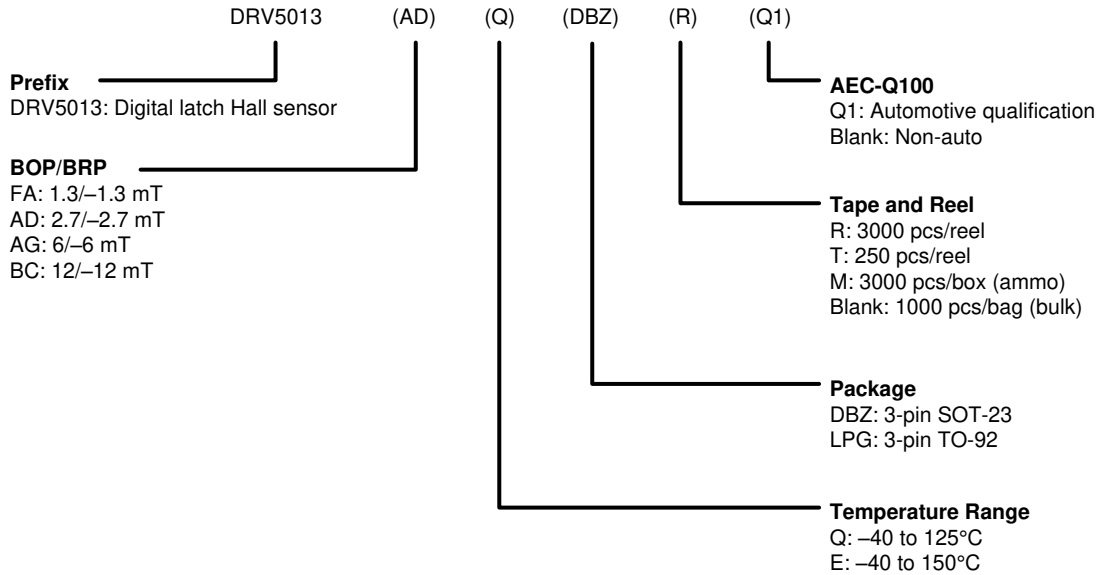 DRV5013 (AD) (Q) (DBZ) (R) (Q1)
Prefix
DRV5013: Digital latch Hall sensor
BOP/BRP
FA: 1.3/–1.3 mT
AD: 2.7/–2.7 mT
AG: 6/–6 mT
BC: 12/–12 mT
AEC-Q100
Q1: Automotive qualification
Blank: Non-auto
Tape and Reel
R: 3000 pcs/reel
T: 250 pcs/reel
M: 3000 pcs/box (ammo)
Blank: 1000 pcs/bag (bulk)
Package
DBZ: 3-pin SOT-23
LPG: 3-pin TO-92
Temperature Range
Q: –40 to 125°C
E: –40 to 150°C